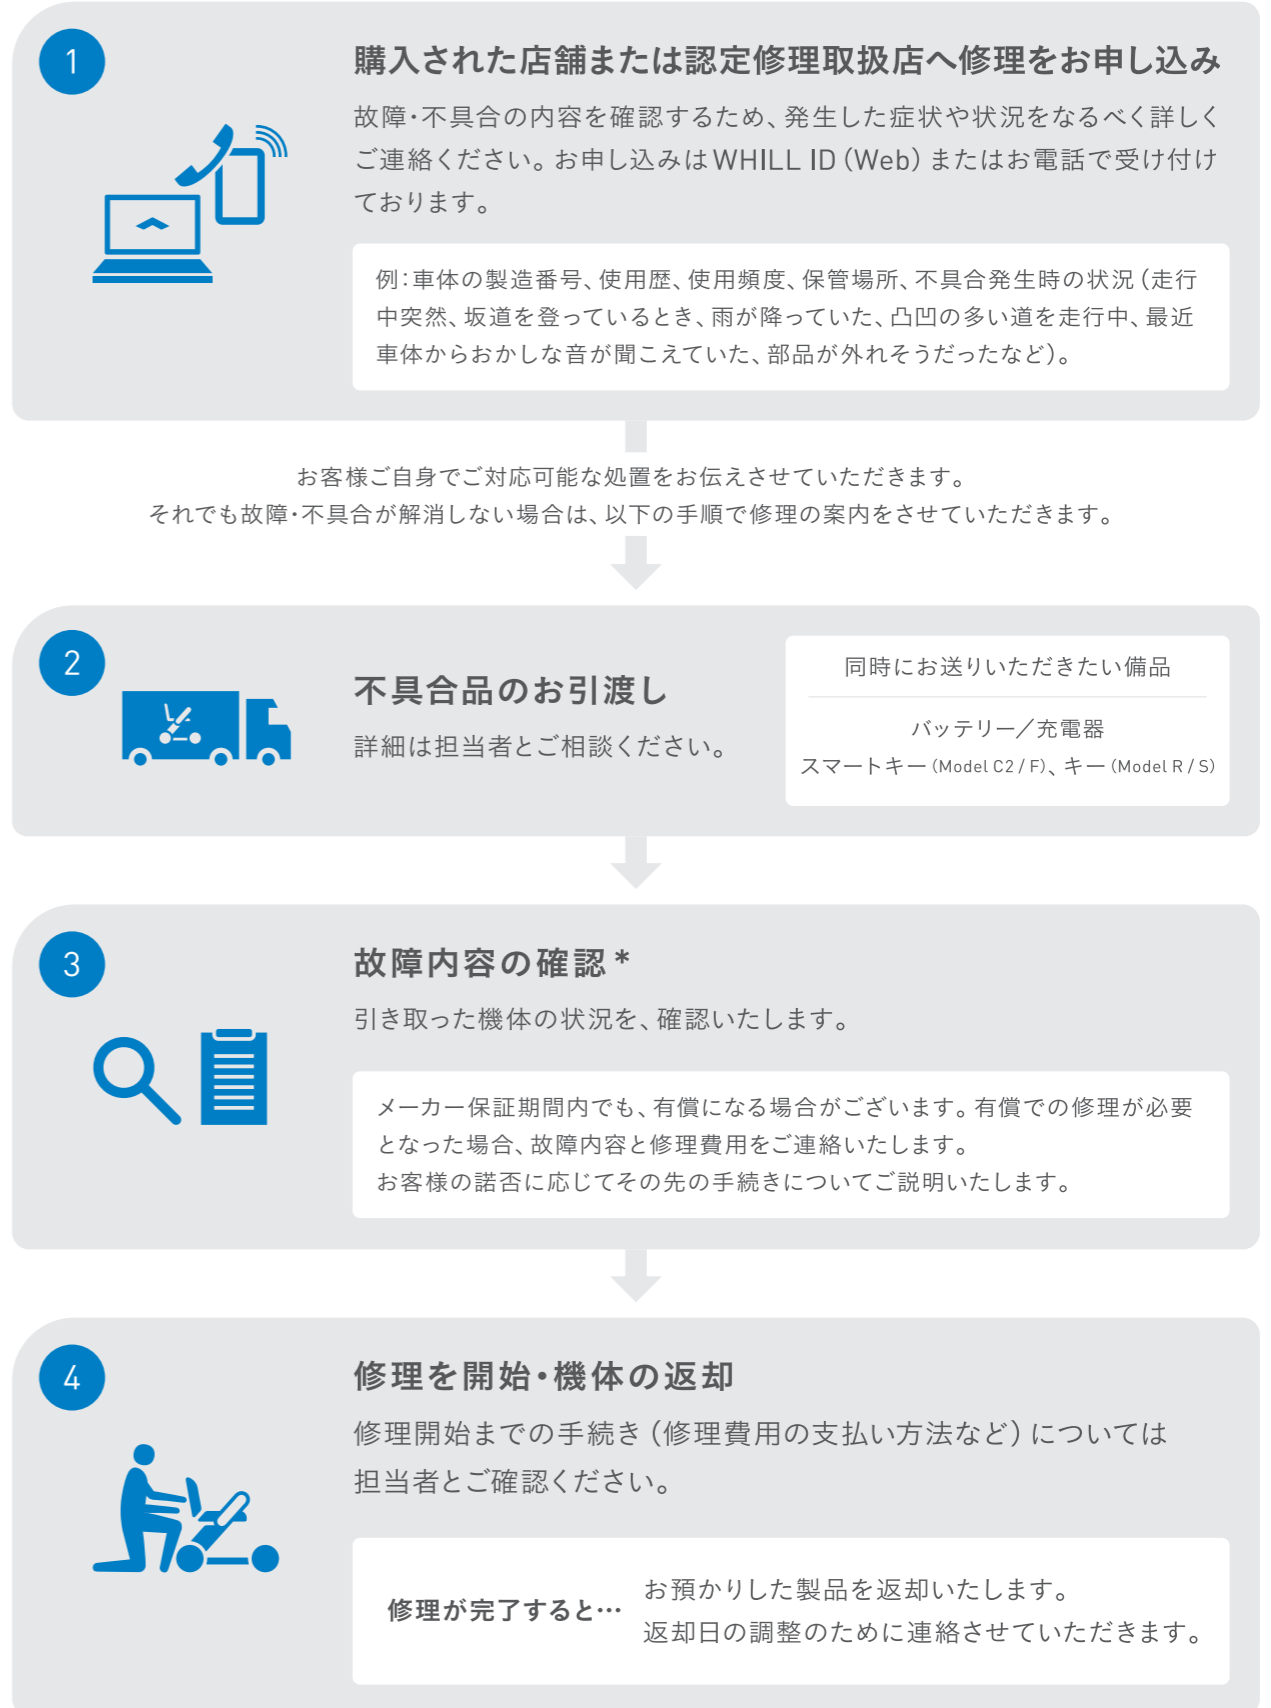 1
購入された店舗または認定修理取扱店へ修理をお申し込み
故障・不具合の内容を確認するため、発生した症状や状況をなるべく詳しく
ご連絡ください。お申し込みはWHILL ID（Web）またはお電話で受け付け
ております。
例：車体の製造番号、使用歴、使用頻度、保管場所、不具合発生時の状況（走行
中突然、坂道を登っているとき、雨が降っていた、凸凹の多い道を走行中、最近
車体からおかしな音が聞こえていた、部品が外れそうだったなど）。
お客様ご自身でご対応可能な処置をお伝えさせていただきます。
それでも故障・不具合が解消しない場合は、以下の手順で修理の案内をさせていただきます。
2
不具合品のお引渡し
詳細は担当者とご相談ください。
同時にお送りいただきたい備品
バッテリー／充電器
スマートキー（Model C2 / F）、キー（Model R / S）
3
故障内容の確認＊
引き取った機体の状況を、確認いたします。
メーカー保証期間内でも、有償になる場合がございます。有償での修理が必要
となった場合、故障内容と修理費用をご連絡いたします。
お客様の諾否に応じてその先の手続きについてご説明いたします。
4
修理を開始・機体の返却
修理開始までの手続き（修理費用の支払い方法など）については
担当者とご確認ください。
修理が完了すると…
お預かりした製品を返却いたします。
返却日の調整のために連絡させていただきます。